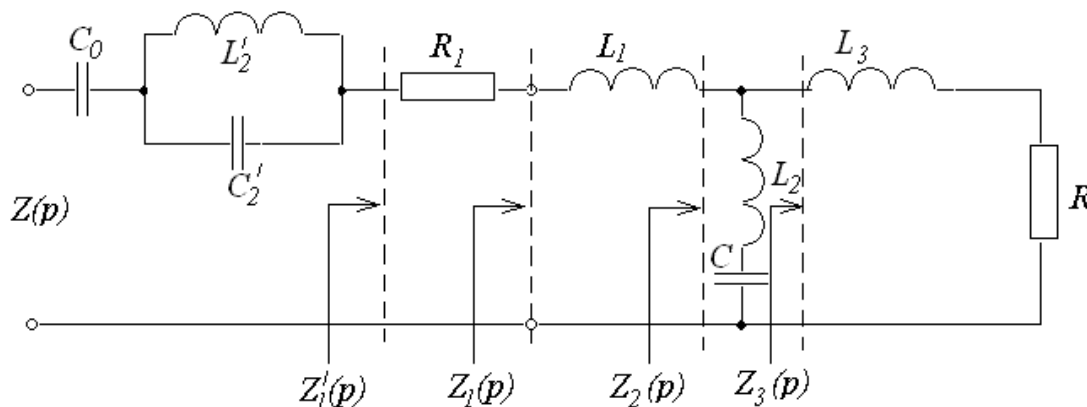 C₀
L₂′
C₂′
R₁
L₁
L₃
L₂
C
R
Z(p)
Z₁′(p)
Z₁(p)
Z₂(p)
Z₃(p)